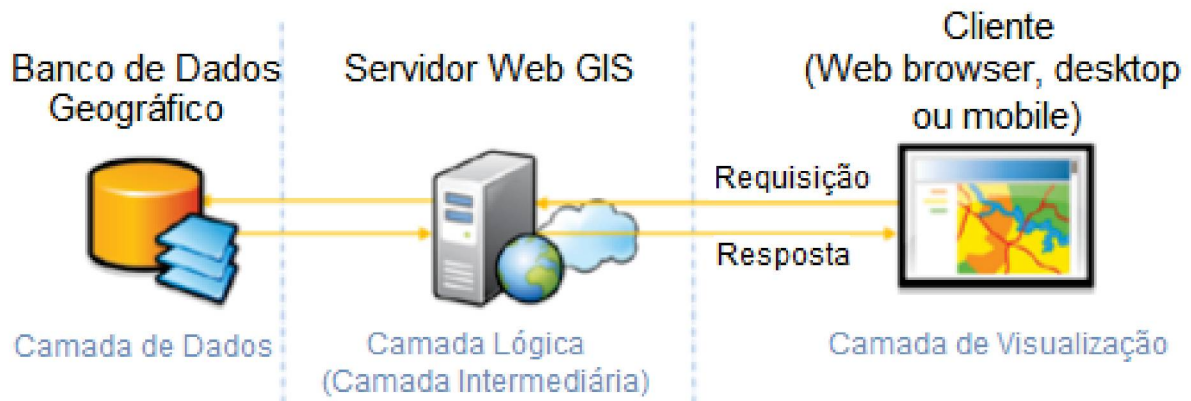 Banco de Dados
Geográfico
Servidor Web GIS
Cliente
(Web browser, desktop
ou mobile)
Requisição
Resposta
Camada de Dados
Camada Lógica
(Camada Intermediária)
Camada de Visualização